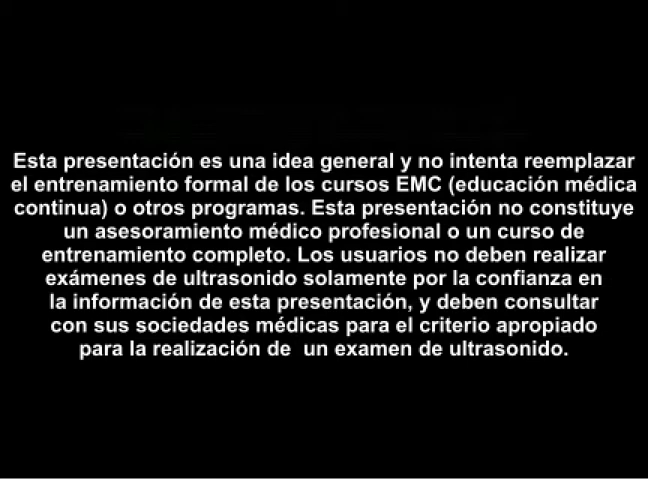 Esta presentación es una idea general y no intenta reemplazar
el entrenamiento formal de los cursos EMC (educación médica
continua) o otros programas. Esta presentación no constituye
un asesoramiento médico profesional o un curso de
entrenamiento completo. Los usuarios no deben realizar
exámenes de ultrasonido solamente por la confianza en
la información de esta presentación, y deben consultar
con sus sociedades médicas para el criterio apropiado
para la realización de  un examen de ultrasonido.